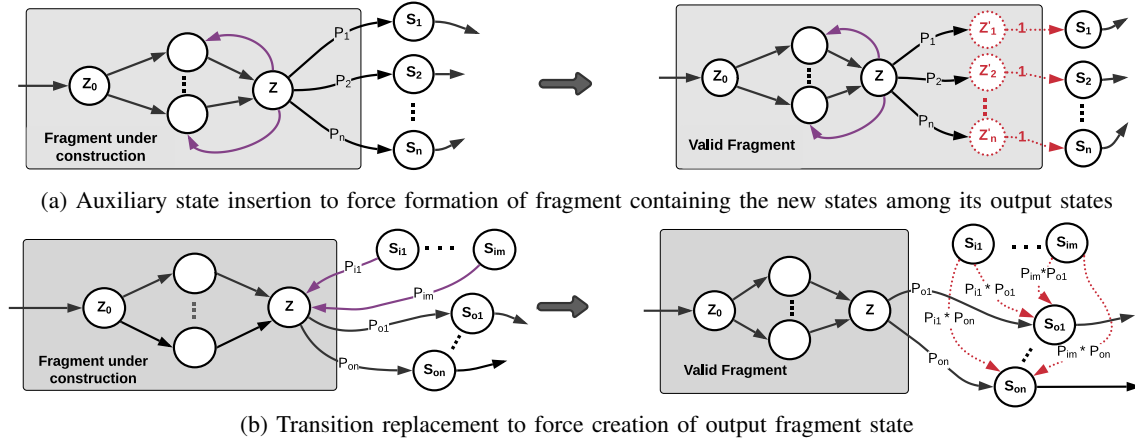 S1
P1
Z0
Z
P2
S2
Pn
Sn
Fragment under
construction
Z0
Z
P1
Z'1
1
S1
P2
Z'2
1
S2
Pn
Z'n
1
Sn
Valid Fragment
(a) Auxiliary state insertion to force formation of fragment containing the new states among its output states
Si1
Sim
Pi1
Pim
Z0
Z
Po1
So1
Pon
Son
Fragment under
construction
Si1
Sim
Pim*Po1
Pi1 * Po1
Po1
Pi1 * Pon
Z0
Z
So1
Pim * Pon
Pon
Son
Valid Fragment
(b) Transition replacement to force creation of output fragment state